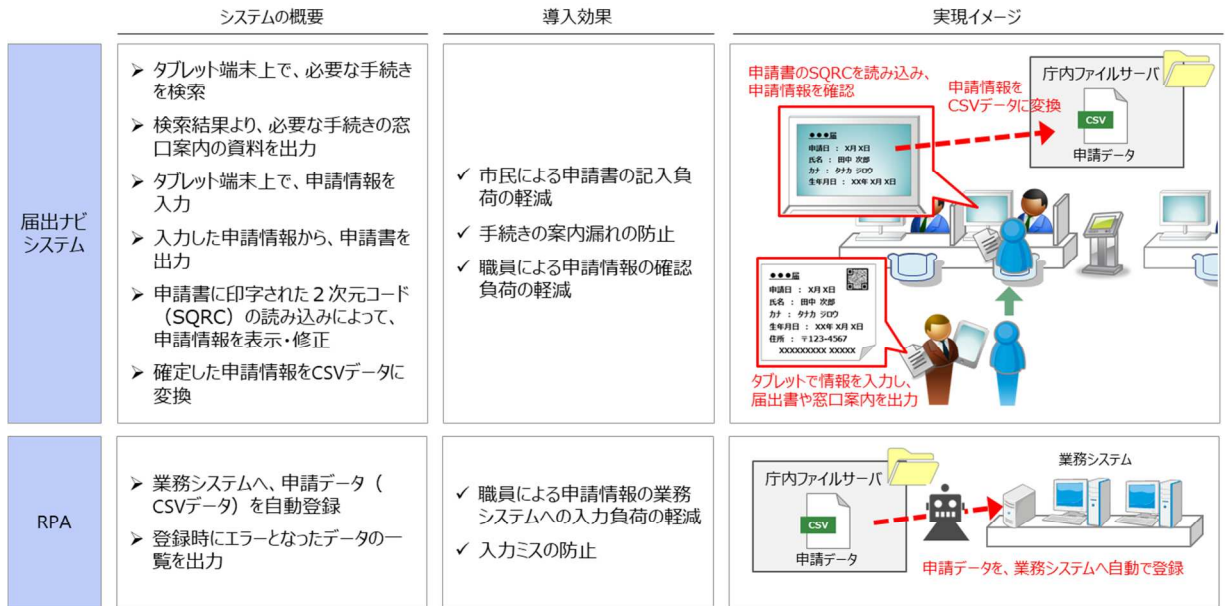 システムの概要
導入効果
実現イメージ
届出ナビ
システム
➢ タブレット端末上で、必要な手続き
を検索
➢ 検索結果より、必要な手続きの窓
口案内の資料を出力
➢ タブレット端末上で、申請情報を
入力
➢ 入力した申請情報から、申請書を
出力
➢ 申請書に印字された２次元コード
（SQRC）の読み込みによって、
申請情報を表示・修正
➢ 確定した申請情報をCSVデータに
変換
✓ 市民による申請書の記入負
荷の軽減
✓ 手続きの案内漏れの防止
✓ 職員による申請情報の確認
負荷の軽減
申請書のSQRCを読み込み、
申請情報を確認
申請情報を
CSVデータに変換
庁内ファイルサーバ
CSV
申請データ
●●●届
申請日 ： X月 X日
氏名 ： 田中 次郎
カナ ： タナカ ジロウ
生年月日 ： XX年 X月 X日
●●●届
申請日 ： X月 X日
氏名 ： 田中 次郎
カナ ： タナカ ジロウ
生年月日 ： XX年 X月 X日
住所 ： 〒123-4567
XXXXXXXXX XXXXX
タブレットで情報を入力し、
届出書や窓口案内を出力
RPA
➢ 業務システムへ、申請データ（
CSVデータ）を自動登録
➢ 登録時にエラーとなったデータの一
覧を出力
✓ 職員による申請情報の業務
システムへの入力負荷の軽減
✓ 入力ミスの防止
庁内ファイルサーバ
CSV
申請データ
業務システム
申請データを、業務システムへ自動で登録